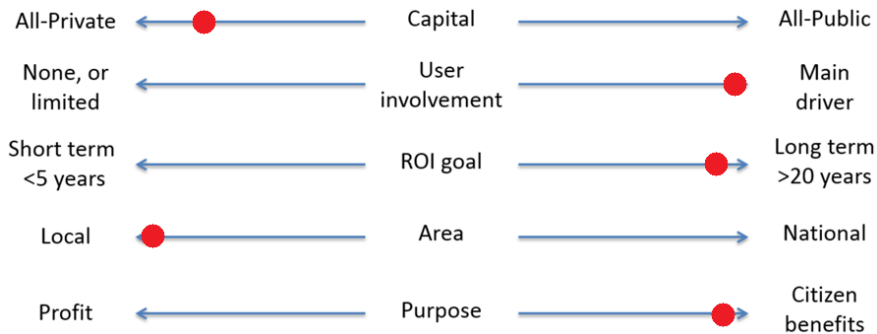 All-Private Capital All-Public
None, or limited User involvement Main driver
Short term <5 years ROI goal Long term >20 years
Local Area National
Profit Purpose Citizen benefits